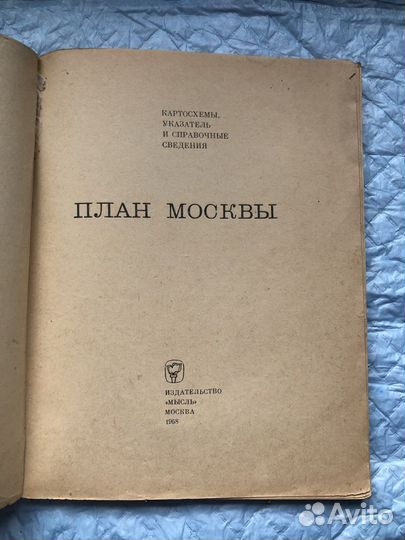 КАРТОСХЕМЫ,
УКАЗАТЕЛЬ
И СПРАВОЧНЫЕ
СВЕДЕНИЯ
ПЛАН МОСКВЫ
ИЗДАТЕЛЬСТВО
«МЫСЛЬ»
МОСКВА
1968
Avito